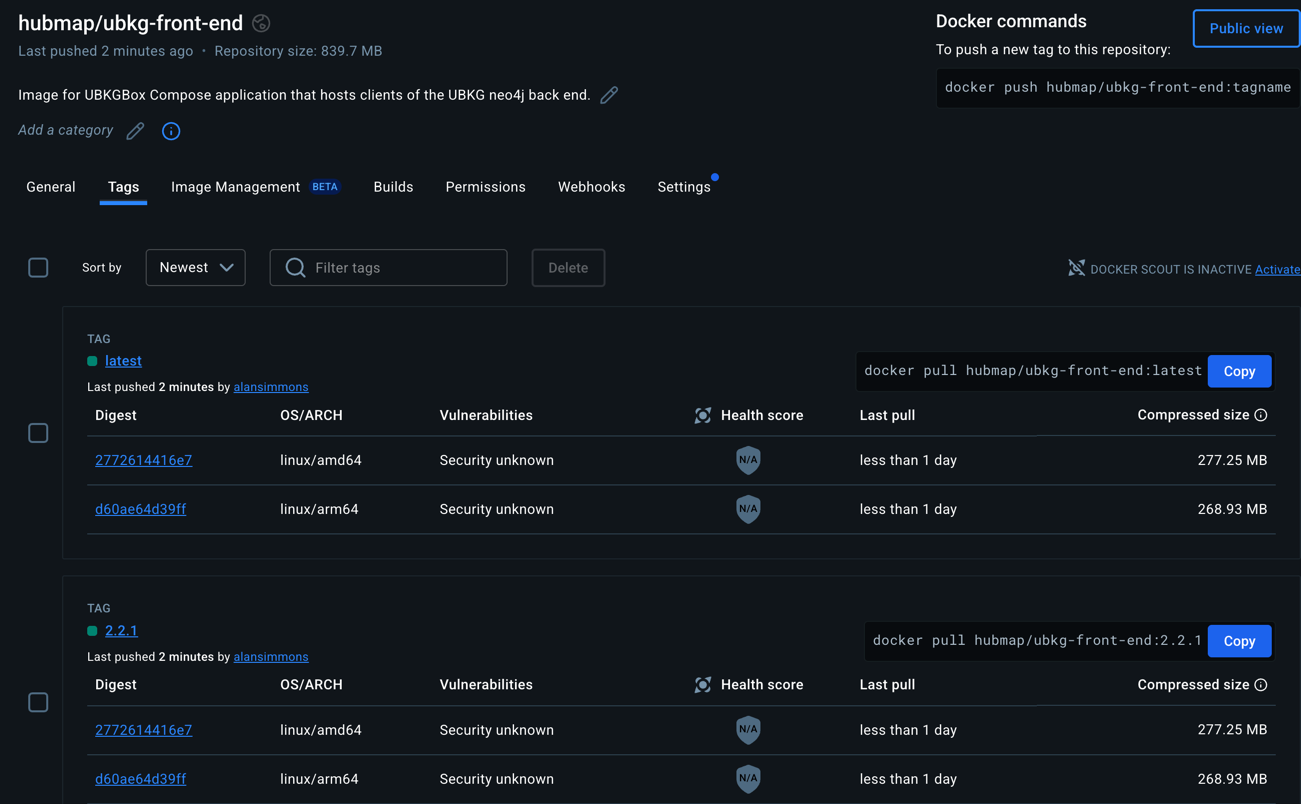 hubmap/ubkg-front-end
Last pushed 2 minutes ago • Repository size: 839.7 MB
Image for UBKGBox Compose application that hosts clients of the UBKG neo4j back end.
Add a category
Docker commands
Public view
To push a new tag to this repository:
docker push hubmap/ubkg-front-end:tagname
General Tags Image Management BETA Builds Permissions Webhooks Settings
Sort by Newest Filter tags Delete
DOCKER SCOUT IS INACTIVE Activate
TAG
latest
Last pushed 2 minutes by alansimmons
docker pull hubmap/ubkg-front-end:latest Copy
Digest OS/ARCH Vulnerabilities Health score Last pull Compressed size
2772614416e7 linux/amd64 Security unknown N/A less than 1 day 277.25 MB
d60ae64d39ff linux/arm64 Security unknown N/A less than 1 day 268.93 MB
TAG
2.2.1
Last pushed 2 minutes by alansimmons
docker pull hubmap/ubkg-front-end:2.2.1 Copy
Digest OS/ARCH Vulnerabilities Health score Last pull Compressed size
2772614416e7 linux/amd64 Security unknown N/A less than 1 day 277.25 MB
d60ae64d39ff linux/arm64 Security unknown N/A less than 1 day 268.93 MB